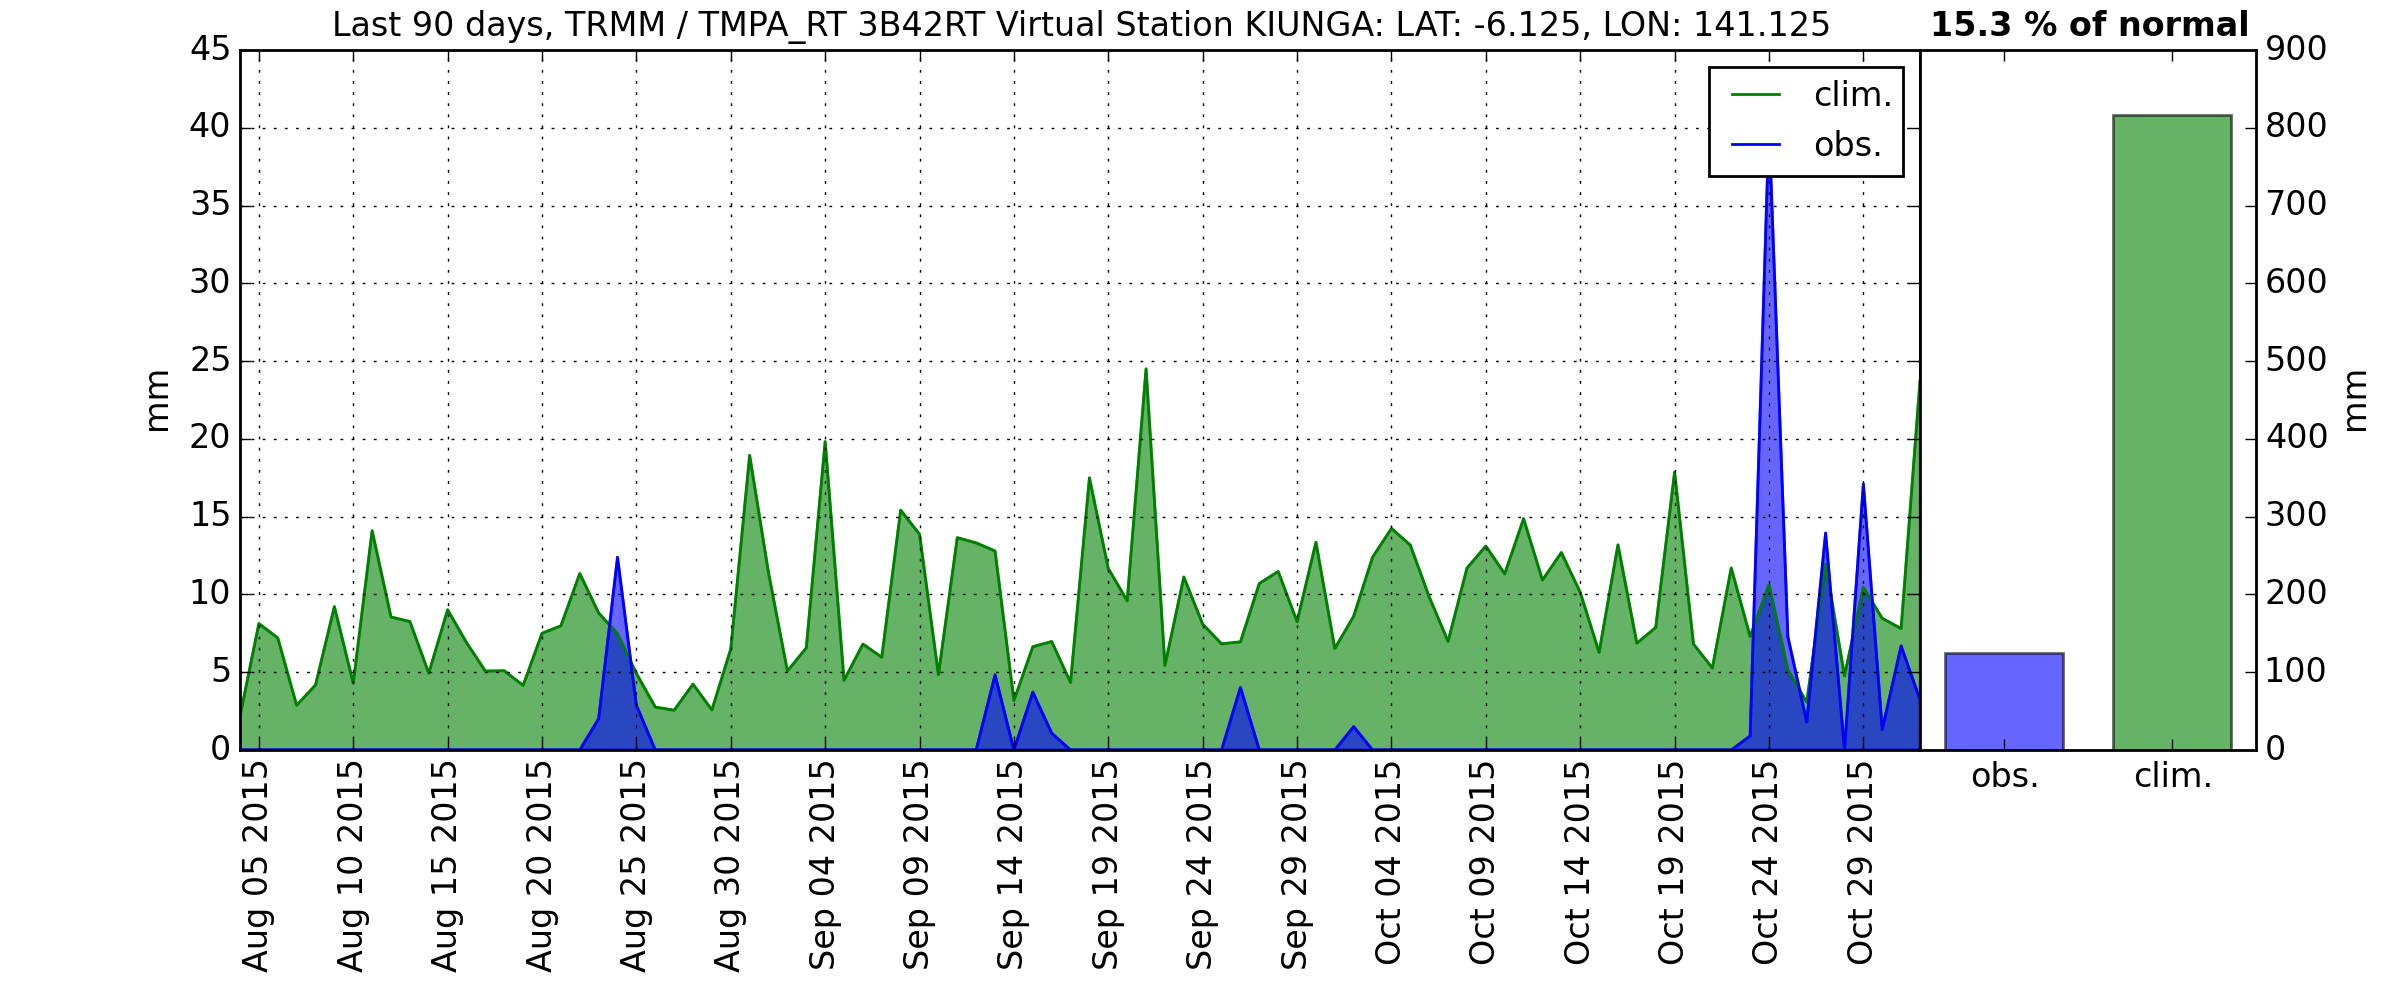 Last 90 days, TRMM / TMPA_RT 3B42RT Virtual Station KIUNGA: LAT: -6.125, LON: 141.125
15.3 % of normal
45
40
35
30
25
20
15
10
5
0
mm
clim.
obs.
900
800
700
600
500
400
300
200
100
0
mm
obs.
clim.
Aug 05 2015
Aug 10 2015
Aug 15 2015
Aug 20 2015
Aug 25 2015
Aug 30 2015
Sep 04 2015
Sep 09 2015
Sep 14 2015
Sep 19 2015
Sep 24 2015
Sep 29 2015
Oct 04 2015
Oct 09 2015
Oct 14 2015
Oct 19 2015
Oct 24 2015
Oct 29 2015